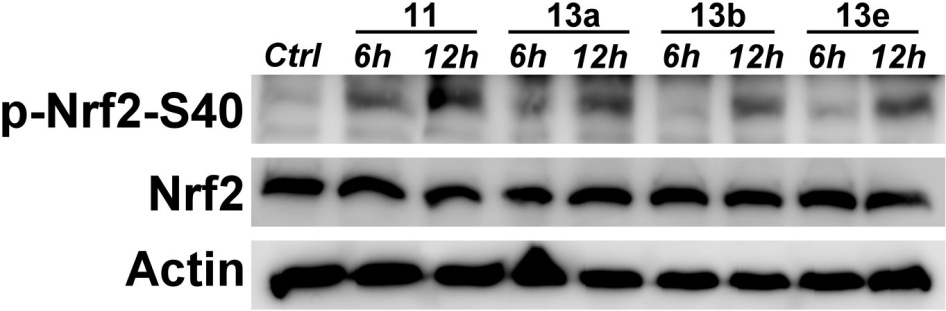 11 13a 13b 13e
Ctrl 6h 12h 6h 12h 6h 12h 6h 12h
p-Nrf2-S40
Nrf2
Actin